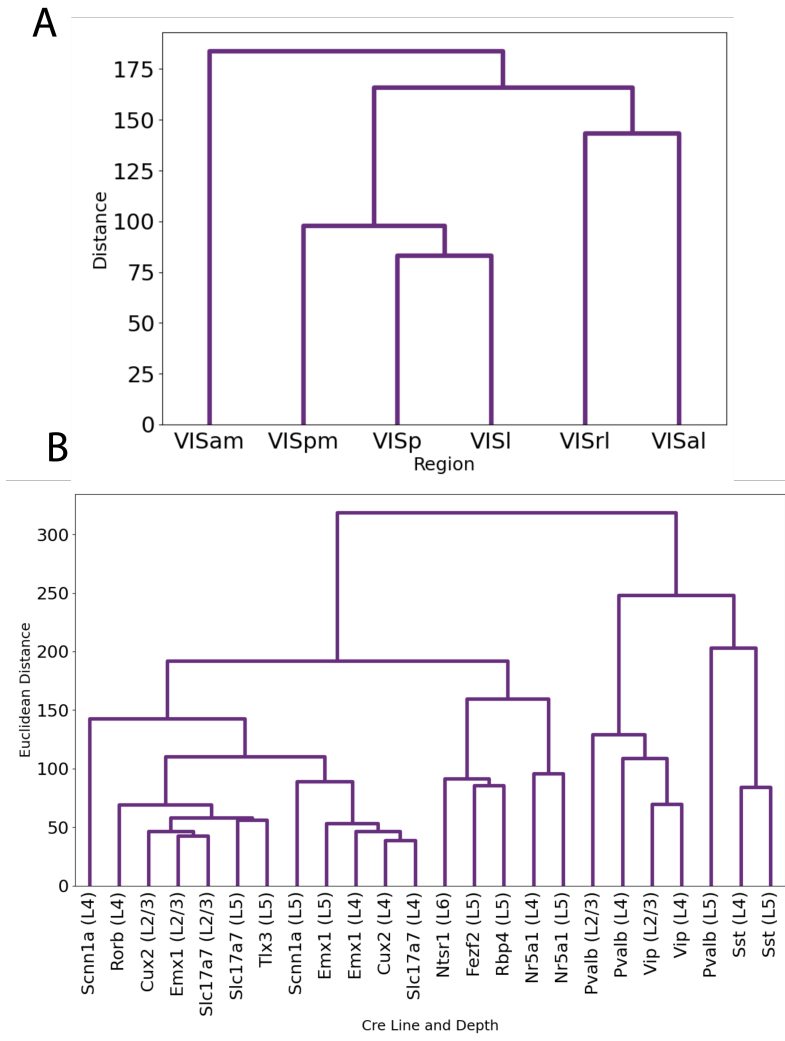 A
Distance
175
150
125
100
75
50
25
0
VISam VISpm VISp VISl VISrl VISal
Region
B
Euclidean Distance
300
250
200
150
100
50
0
Scnn1a (L4)
Rorb (L4)
Cux2 (L2/3)
Emx1 (L2/3)
Slc17a7 (L2/3)
Slc17a7 (L5)
Tlx3 (L5)
Scnn1a (L5)
Emx1 (L5)
Emx1 (L4)
Cux2 (L4)
Slc17a7 (L4)
Ntsr1 (L6)
Fezf2 (L5)
Rbp4 (L5)
Nr5a1 (L4)
Nr5a1 (L5)
Pvalb (L2/3)
Pvalb (L4)
Vip (L2/3)
Vip (L4)
Pvalb (L5)
Sst (L4)
Sst (L5)
Cre Line and Depth